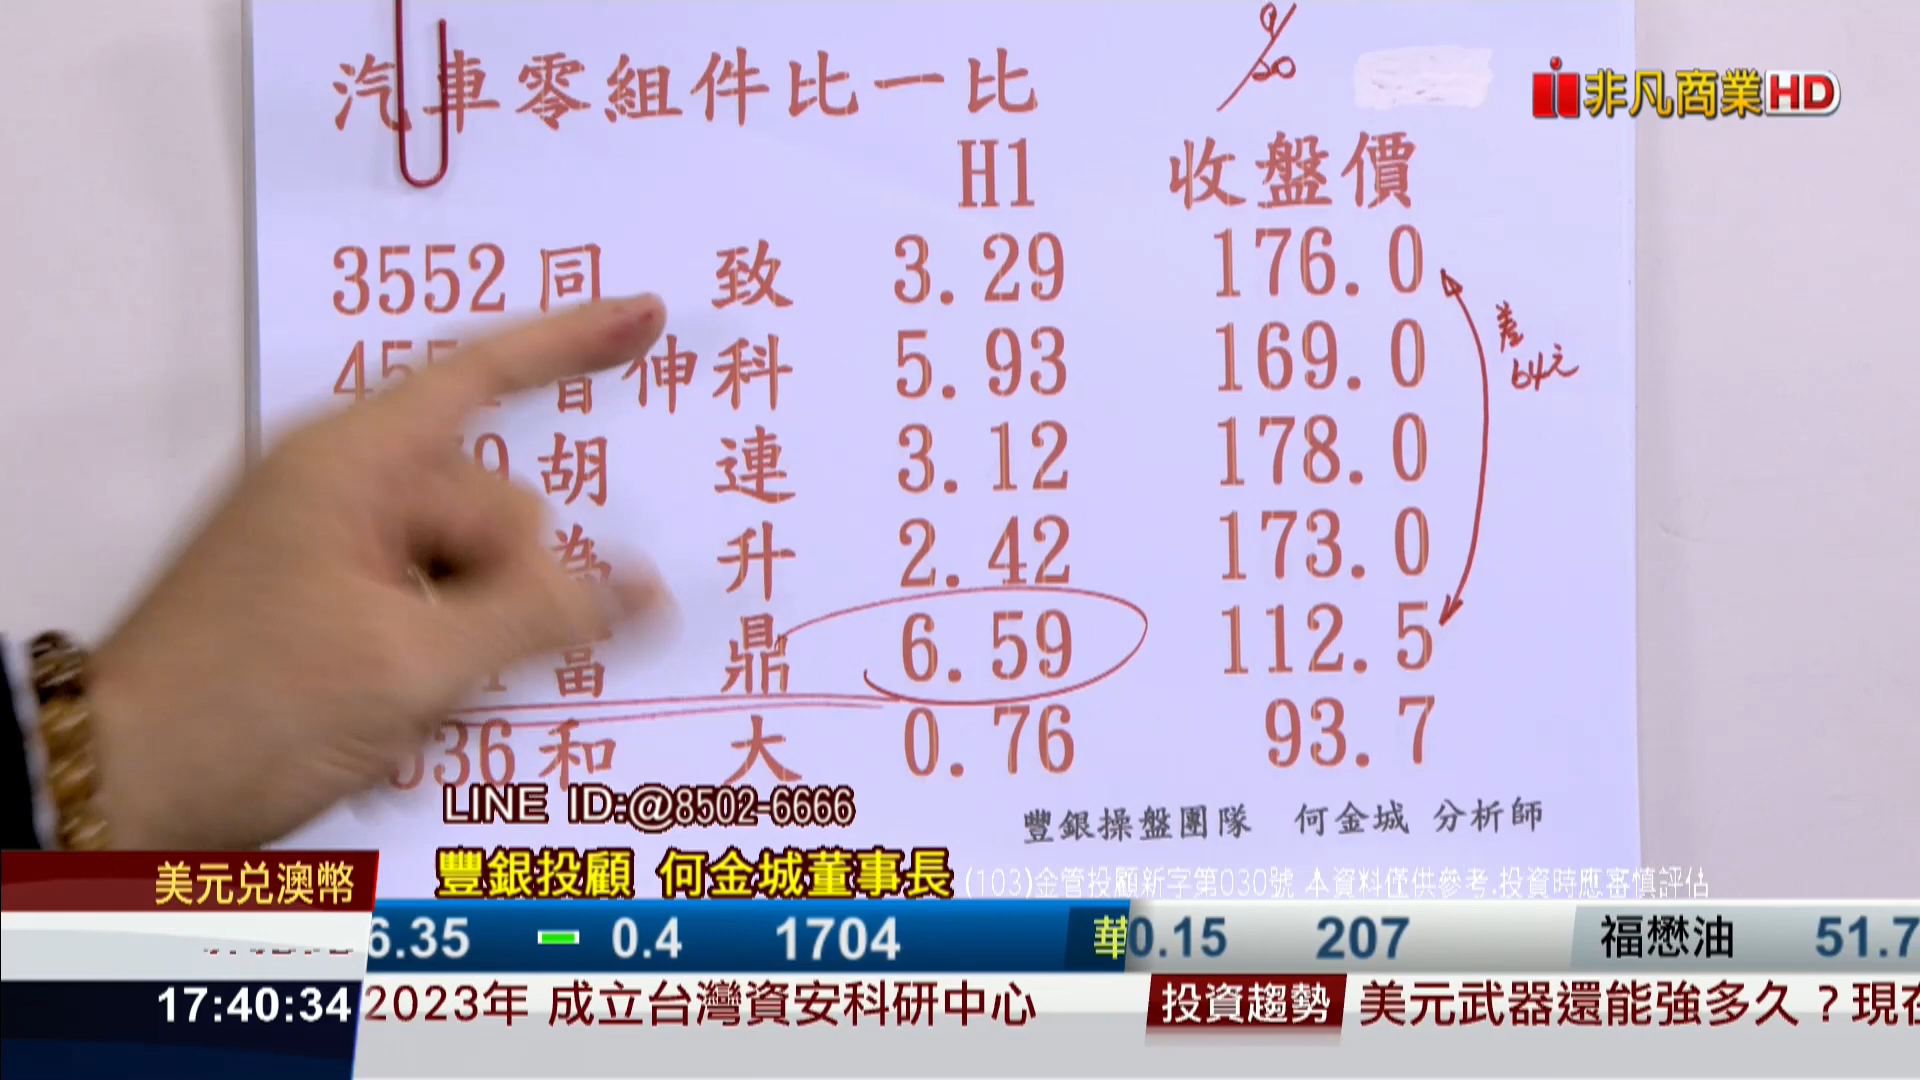 9/30
非凡商業HD
汽車零組件比一比
H1 收盤價
3552 同致 3.29 176.0
伸科 5.93 169.0
差
64元
胡連 3.12 178.0
為升 2.42 173.0
富鼎 6.59 112.5
36 和大 0.76 93.7
LINE ID:@8502-6666
豐銀操盤團隊 何金城 分析師
美元兑澳幣
豐銀投顧 何金城董事長
(103)金管投顧新字第030號 本資料僅供參考.投資時應審慎評估
6.35 0.4 1704 華 0.15 207 福懋油 51.7
17:40:34
2023年 成立台灣資安科研中心 投資趨勢 美元武器還能強多久？現在